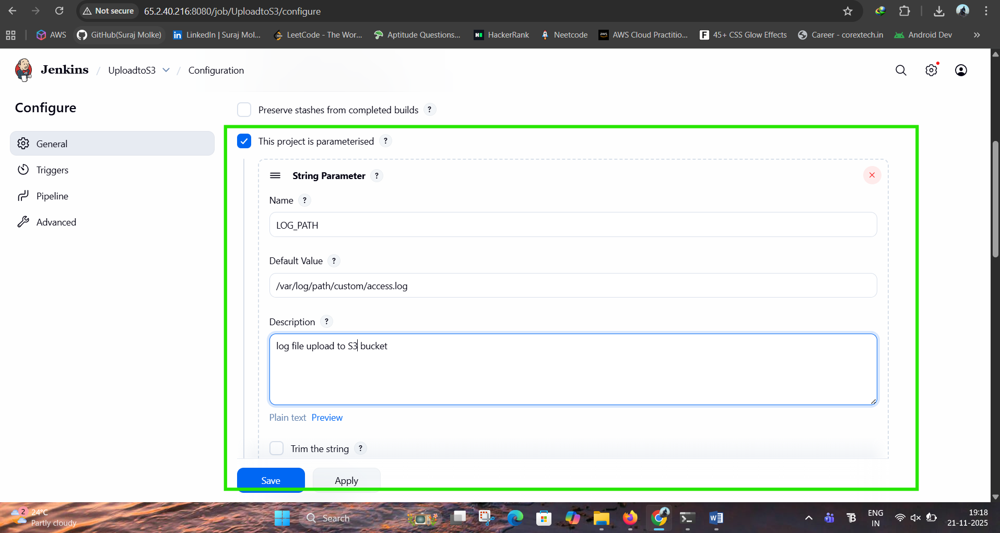 Not secure 65.2.40.216:8080/job/UploadtoS3/configure
AWS GitHub(Suraj Molke) LinkedIn | Suraj Mol... LeetCode - The Wor... Aptitude Questions... HackerRank Neetcode AWS Cloud Practitio... 45+ CSS Glow Effects Career - corextech.in Android Dev »
Jenkins / UploadtoS3 / Configuration
Configure
General
Triggers
Pipeline
Advanced
Preserve stashes from completed builds ?
This project is parameterised ?
String Parameter ?
Name ?
LOG_PATH
Default Value ?
/var/log/path/custom/access.log
Description ?
log file upload to S3 bucket
Plain text Preview
Trim the string ?
Save Apply
2 24°C
Partly cloudy
Search
ENG
IN
19:18
21-11-2025